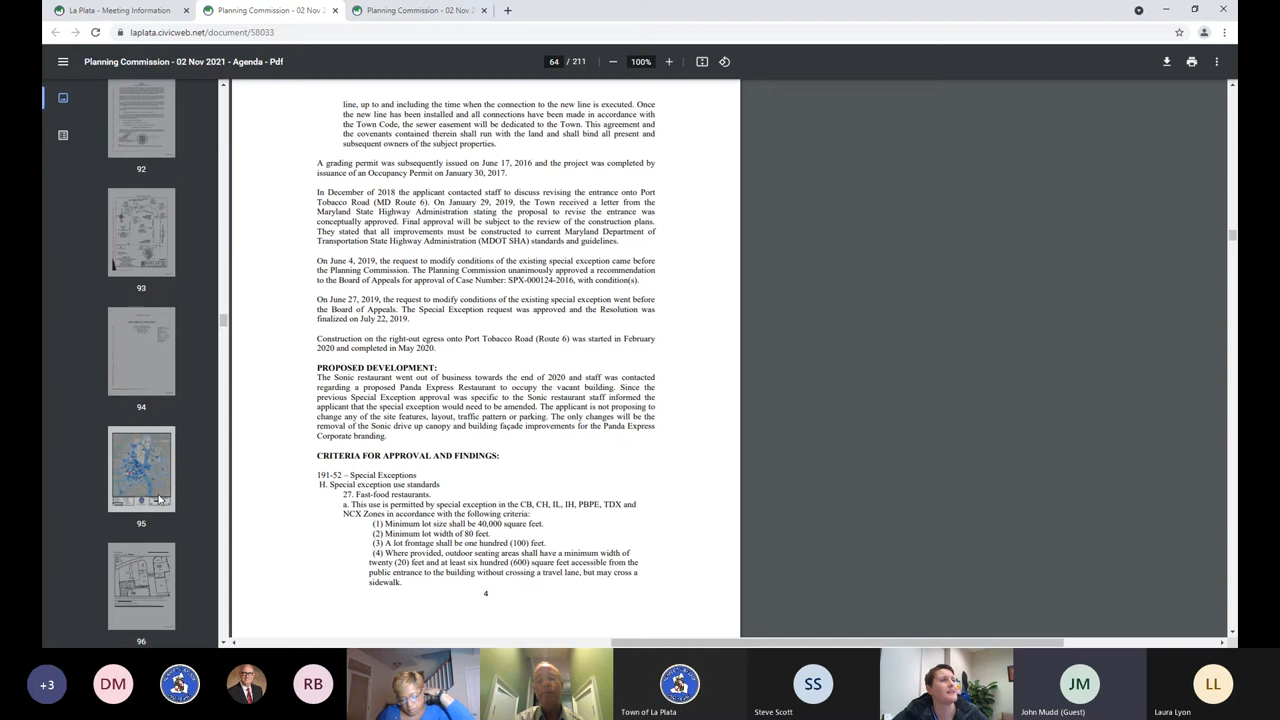 La Plata - Meeting Information
Planning Commission - 02 Nov 2021
Planning Commission - 02 Nov 2
laplata.civicweb.net/document/58033
Planning Commission - 02 Nov 2021 - Agenda - Pdf
64 / 211
100%
92
93
94
95
96
line, up to and including the time when the connection to the new line is executed. Once
the new line has been installed and all connections have been made in accordance with
the Town Code, the sewer easement will be dedicated to the Town. This agreement and
the covenants contained therein shall run with the land and shall bind all present and
subsequent owners of the subject properties.
A grading permit was subsequently issued on June 17, 2016 and the project was completed by
issuance of an Occupancy Permit on January 30, 2017.
In December of 2018 the applicant contacted staff to discuss revising the entrance onto Port
Tobacco Road (MD Route 6). On January 29, 2019, the Town received a letter from the
Maryland State Highway Administration stating the proposal to revise the entrance was
conceptually approved. Final approval will be subject to the review of the construction plans.
They stated that all improvements must be constructed to current Maryland Department of
Transportation State Highway Administration (MDOT SHA) standards and guidelines.
On June 4, 2019, the request to modify conditions of the existing special exception came before
the Planning Commission. The Planning Commission unanimously approved a recommendation
to the Board of Appeals for approval of Case Number: SPX-000124-2016, with condition(s).
On June 27, 2019, the request to modify conditions of the existing special exception went before
the Board of Appeals. The Special Exception request was approved and the Resolution was
finalized on July 22, 2019.
Construction on the right-out egress onto Port Tobacco Road (Route 6) was started in February
2020 and completed in May 2020.
PROPOSED DEVELOPMENT:
The Sonic restaurant went out of business towards the end of 2020 and staff was contacted
regarding a proposed Panda Express Restaurant to occupy the vacant building. Since the
previous Special Exception approval was specific to the Sonic restaurant staff informed the
applicant that the special exception would need to be amended. The applicant is not proposing to
change any of the site features, layout, traffic pattern or parking. The only changes will be the
removal of the Sonic drive up canopy and building façade improvements for the Panda Express
Corporate branding.
CRITERIA FOR APPROVAL AND FINDINGS:
191-52 – Special Exceptions
H. Special exception use standards
27. Fast-food restaurants.
a. This use is permitted by special exception in the CB, CH, IL, IH, PBPE, TDX and
NCX Zones in accordance with the following criteria:
(1) Minimum lot size shall be 40,000 square feet.
(2) Minimum lot width of 80 feet.
(3) A lot frontage shall be one hundred (100) feet.
(4) Where provided, outdoor seating areas shall have a minimum width of
twenty (20) feet and at least six hundred (600) square feet accessible from the
public entrance to the building without crossing a travel lane, but may cross a
sidewalk.
4
+3
DM
RB
Town of La Plata
SS
Steve Scott
JM
John Mudd (Guest)
LL
Laura Lyon